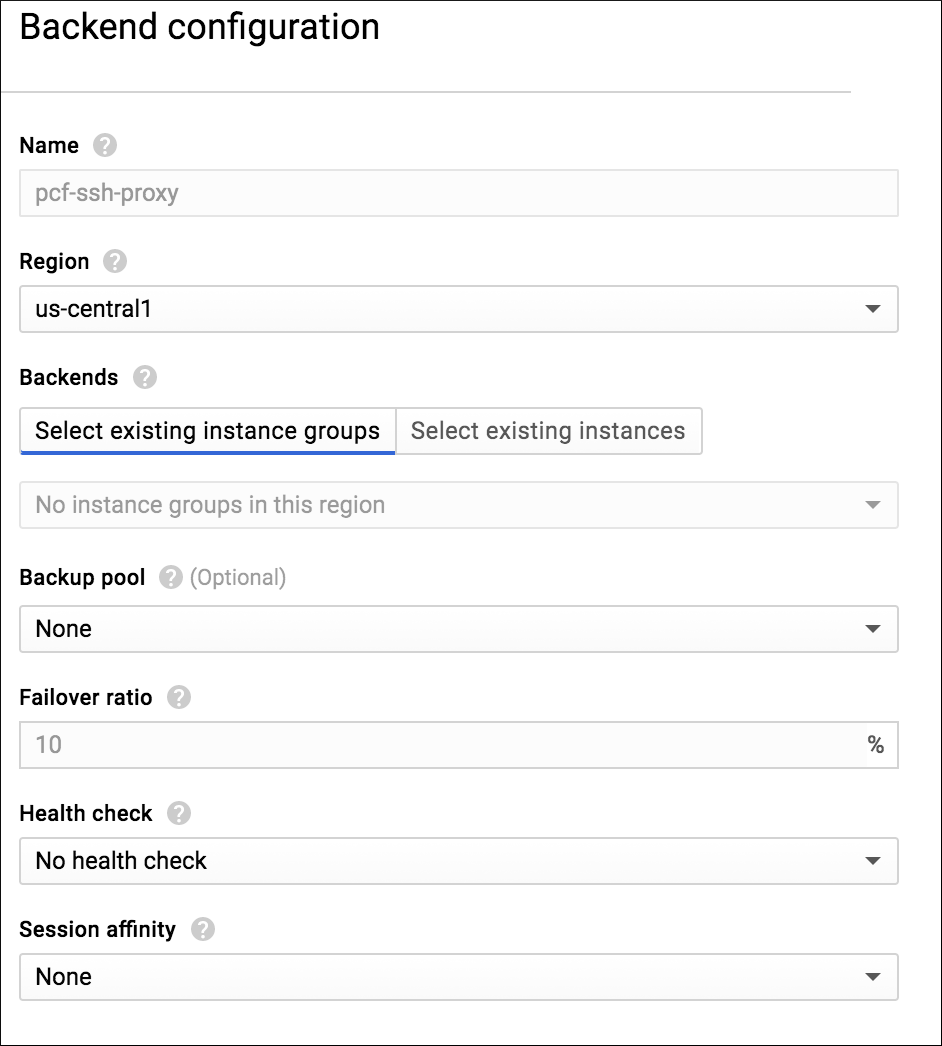 Backend configuration
Name ?
pcf-ssh-proxy
Region ?
us-central1
Backends ?
Select existing instance groups Select existing instances
No instance groups in this region
Backup pool ? (Optional)
None
Failover ratio ?
10 %
Health check ?
No health check
Session affinity ?
None